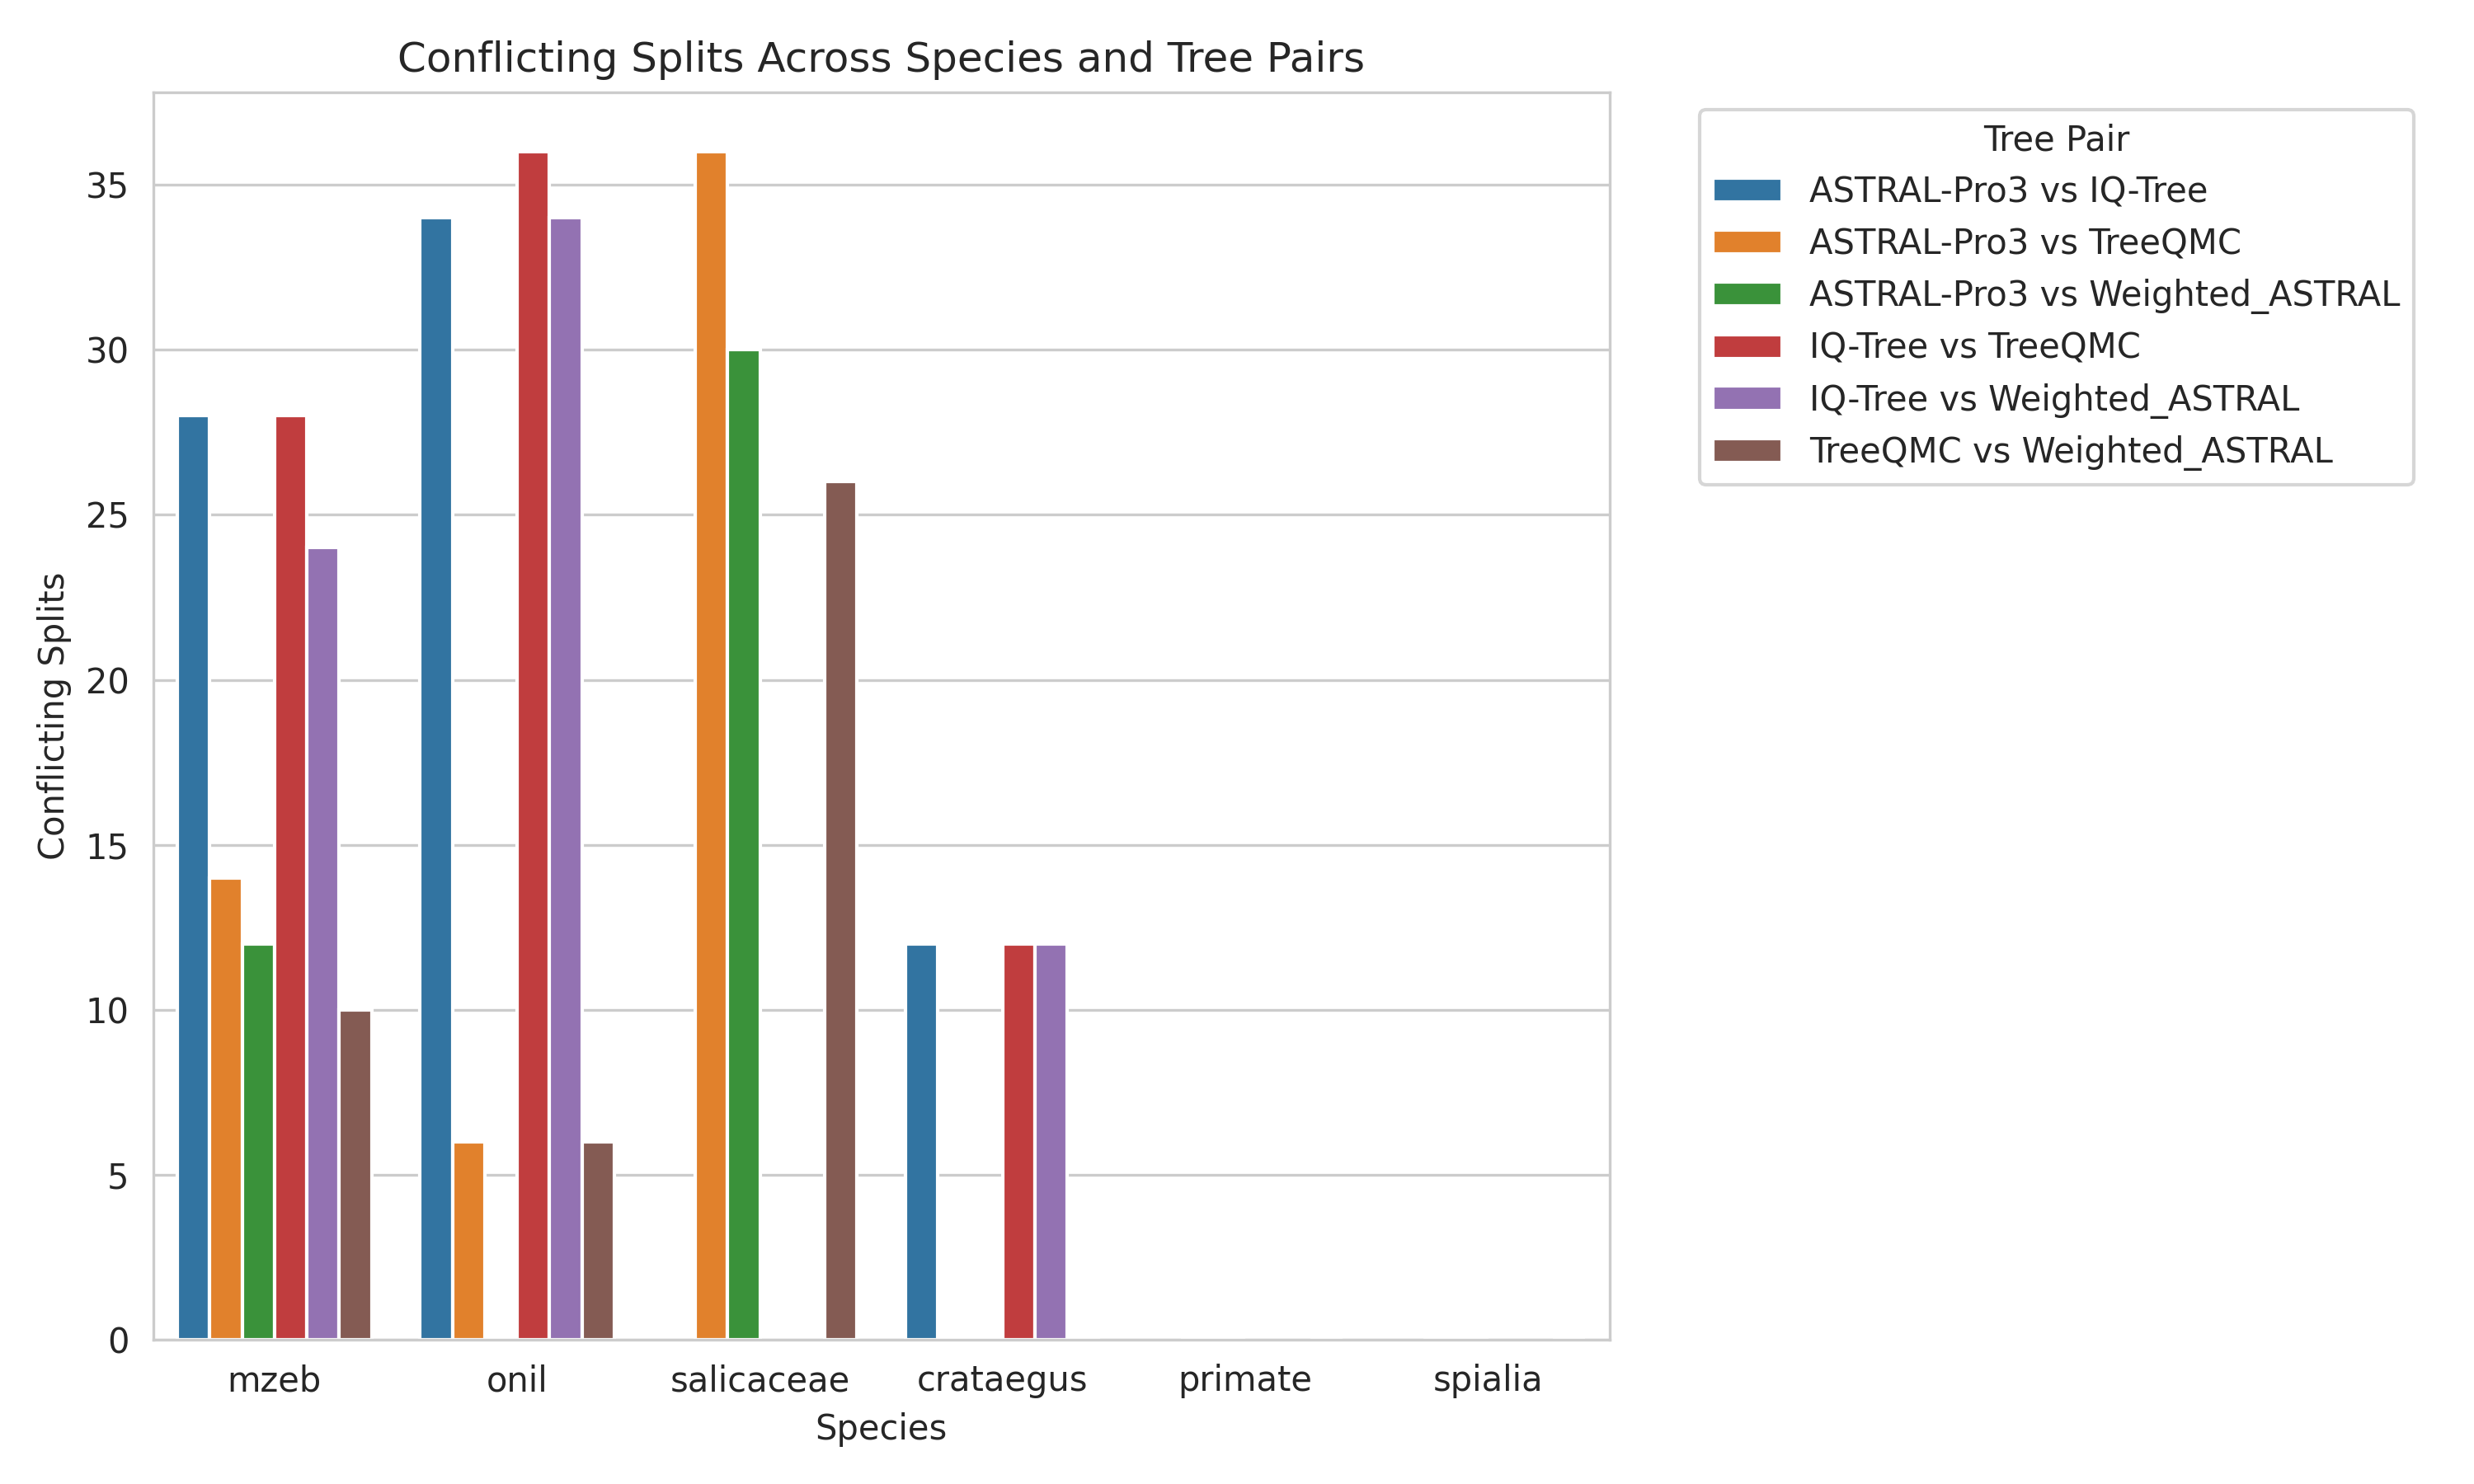 Conflicting Splits Across Species and Tree Pairs
Tree Pair
ASTRAL-Pro3 vs IQ-Tree
ASTRAL-Pro3 vs TreeQMC
ASTRAL-Pro3 vs Weighted_ASTRAL
IQ-Tree vs TreeQMC
IQ-Tree vs Weighted_ASTRAL
TreeQMC vs Weighted_ASTRAL
Conflicting Splits
35
30
25
20
15
10
5
0
mzeb onil salicaceae crataegus primate spialia
Species